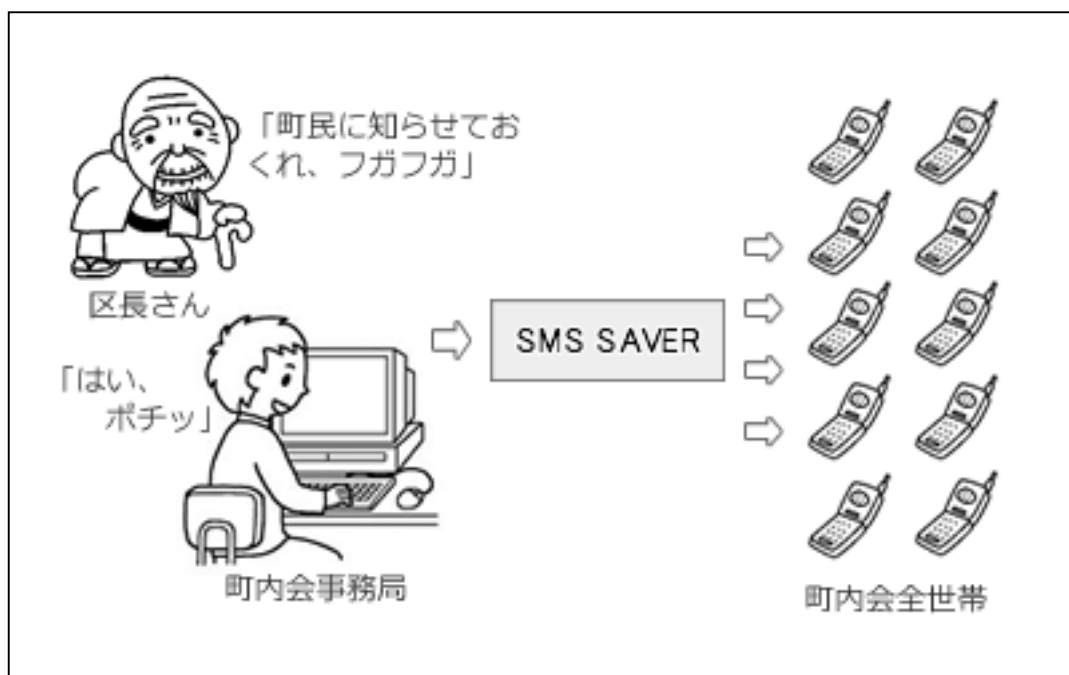 「町民に知らせてお
くれ、フガフガ」
区長さん
「はい、
ポチッ」
町内会事務局
SMS SAVER
町内会全世帯